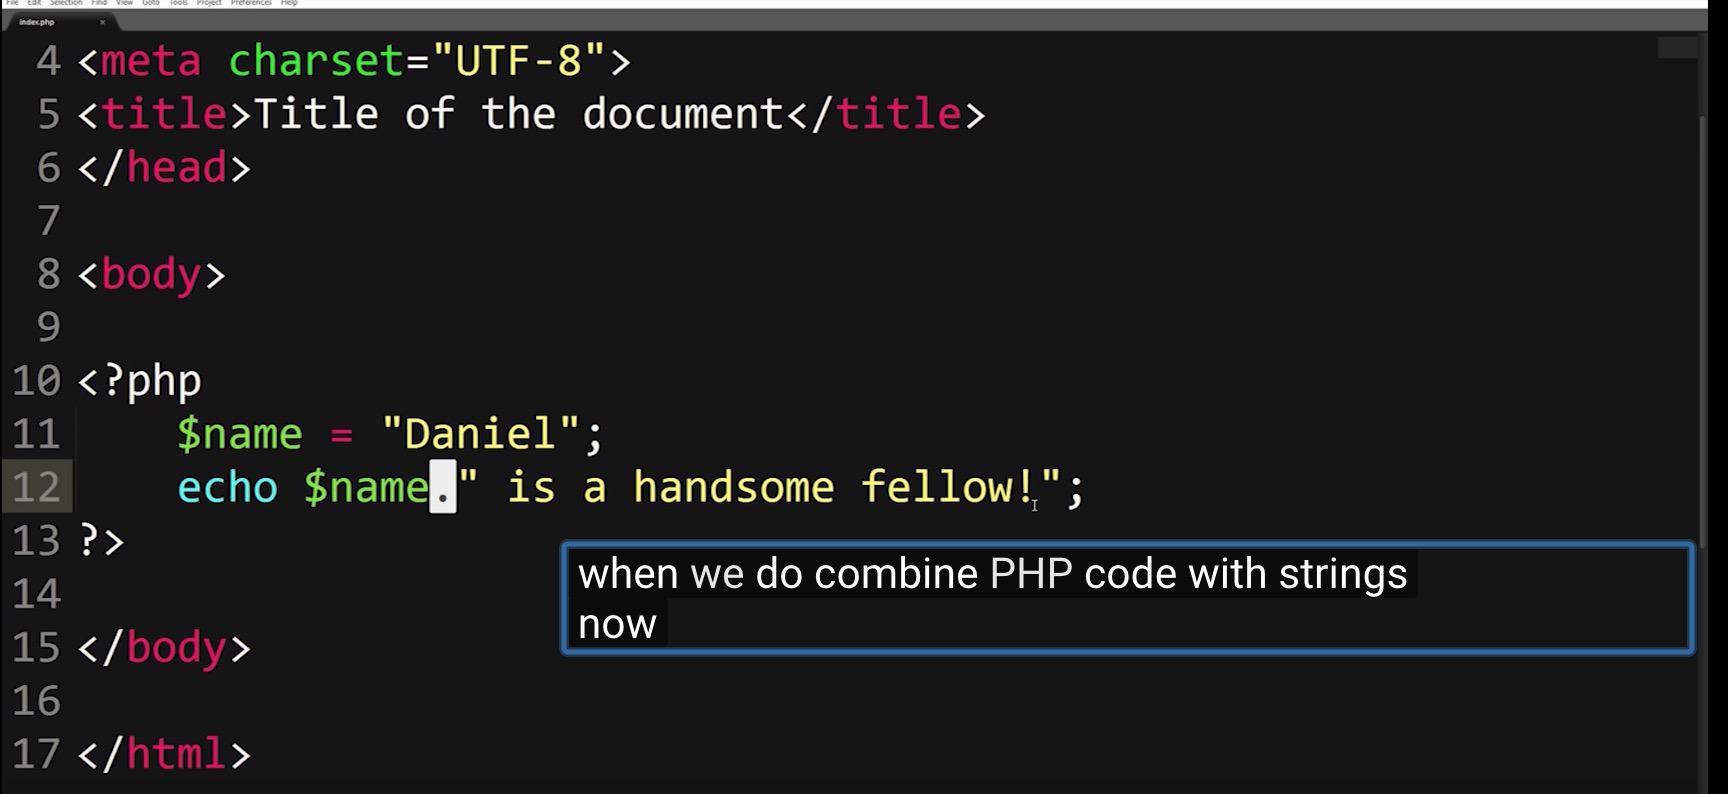 File Edit Selection Find View Goto Tools Project Preferences Help
index.php ×
4 <meta charset="UTF-8">
5 <title>Title of the document</title>
6 </head>
7
8 <body>
9
10 <?php
11 $name = "Daniel";
12 echo $name." is a handsome fellow!";
13 ?>
when we do combine PHP code with strings
now
14
15 </body>
16
17 </html>